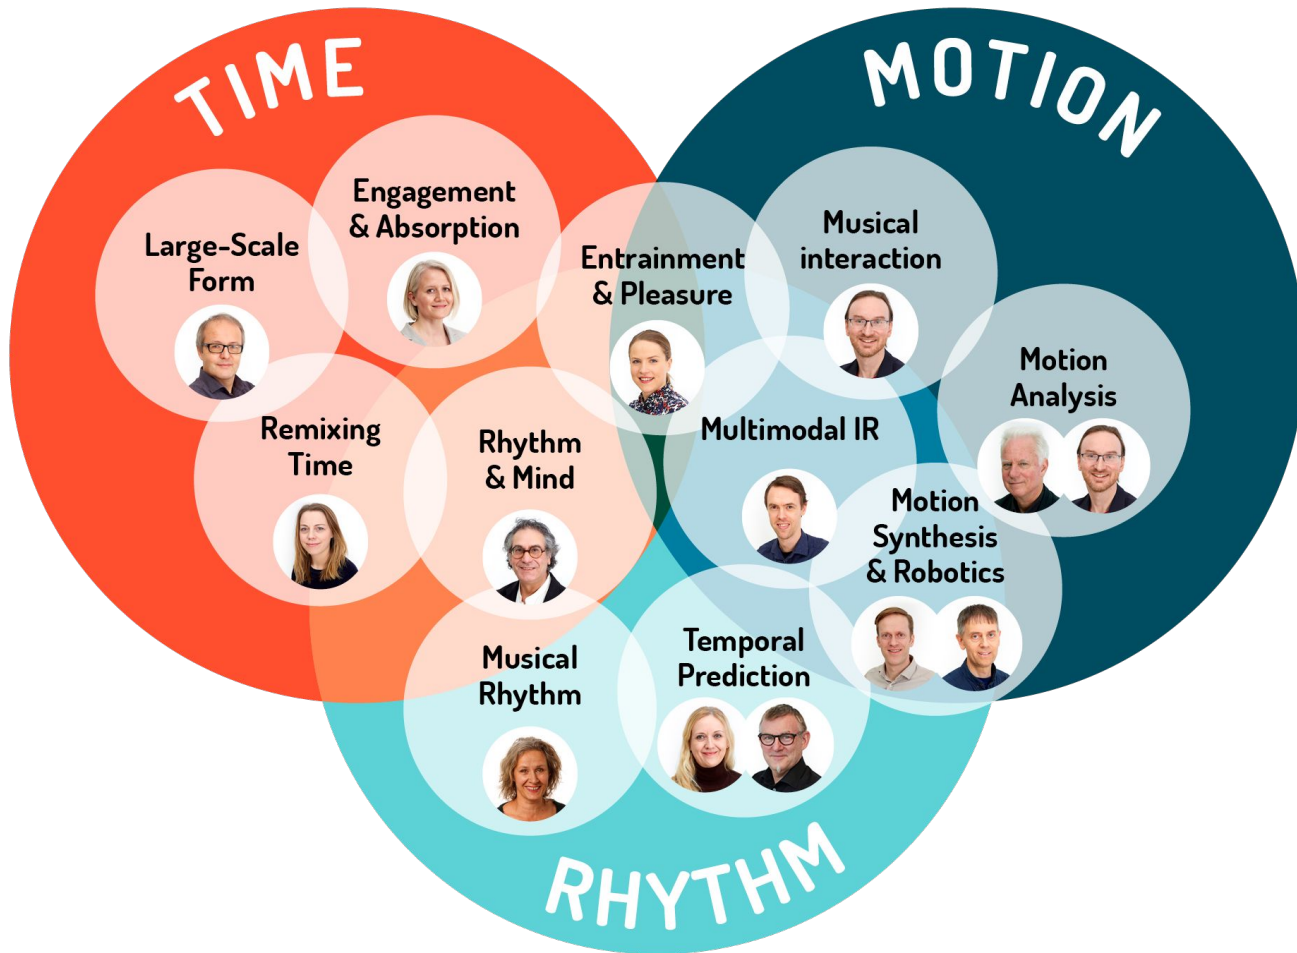 TIME
MOTION
Engagement
& Absorption
Large-Scale
Form
Entrainment
& Pleasure
Musical
interaction
Motion
Analysis
Remixing
Time
Rhythm
& Mind
Multimodal IR
Motion
Synthesis
& Robotics
Musical
Rhythm
Temporal
Prediction
RHYTHM